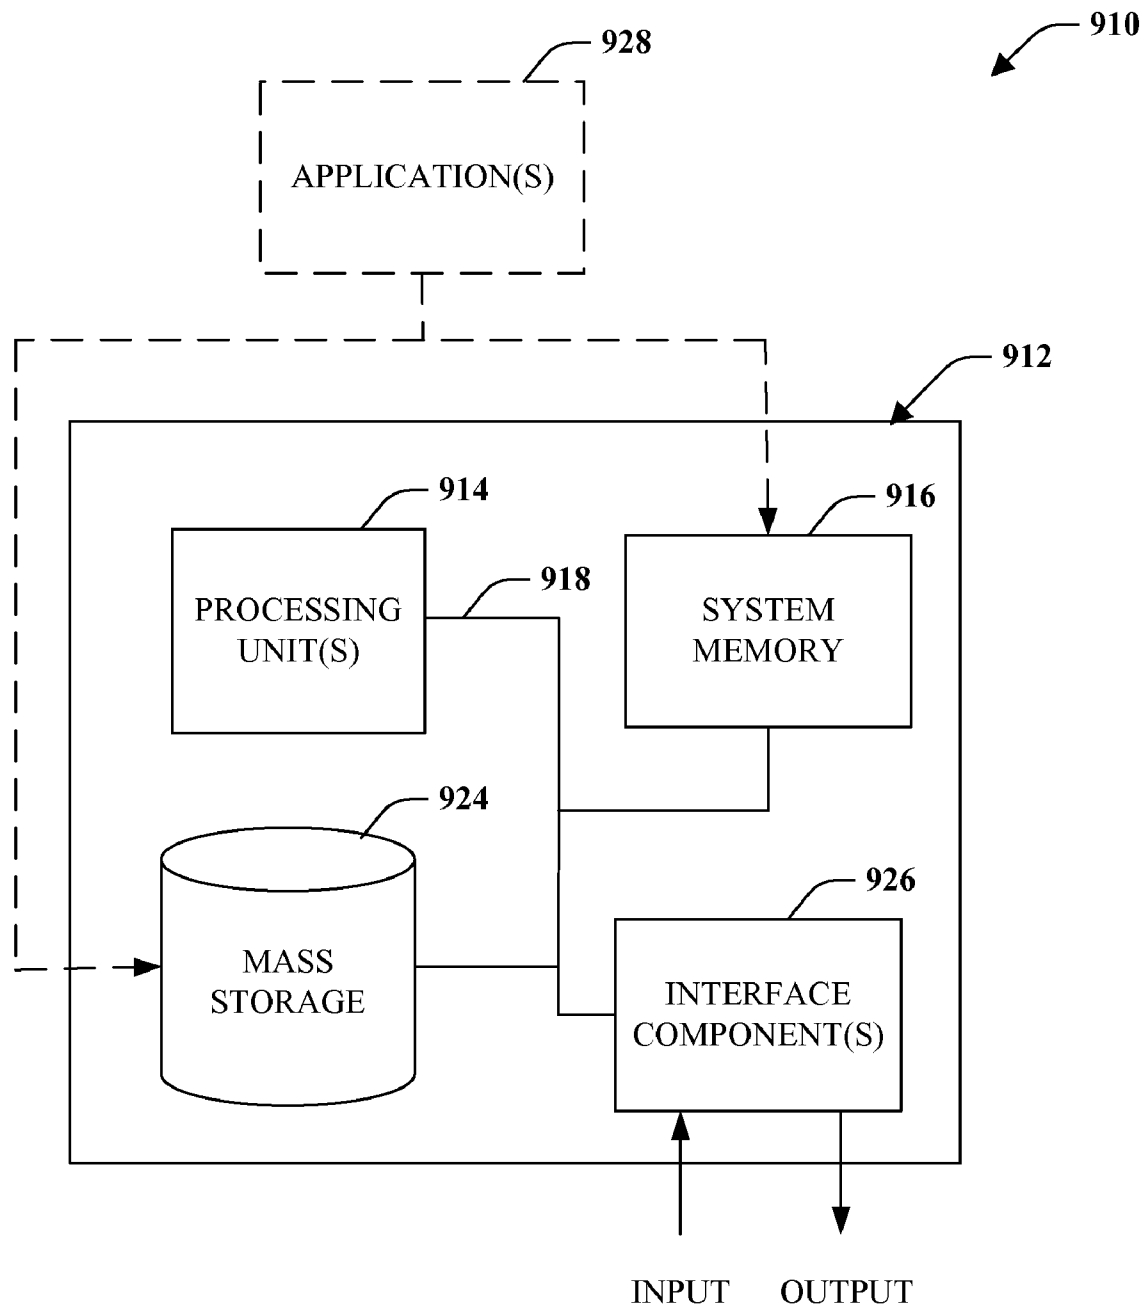 910
928
APPLICATION(S)
912
914
916
918
PROCESSING
UNIT(S)
SYSTEM
MEMORY
924
926
MASS
STORAGE
INTERFACE
COMPONENT(S)
INPUT
OUTPUT